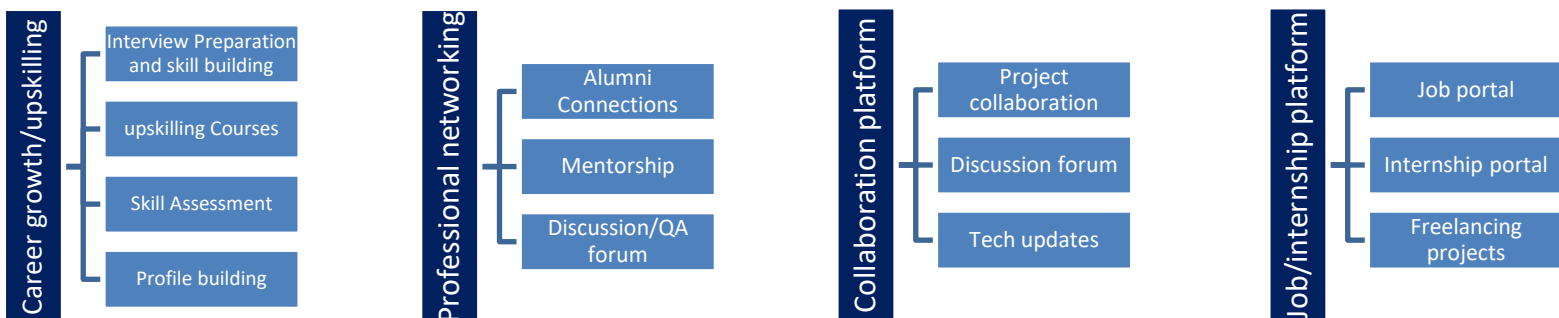 Career growth/upskilling
Interview Preparation
and skill building
upskilling Courses
Skill Assessment
Profile building
Professional networking
Alumni
Connections
Mentorship
Discussion/QA
forum
Collaboration platform
Project
collaboration
Discussion forum
Tech updates
Job/internship platform
Job portal
Internship portal
Freelancing
projects